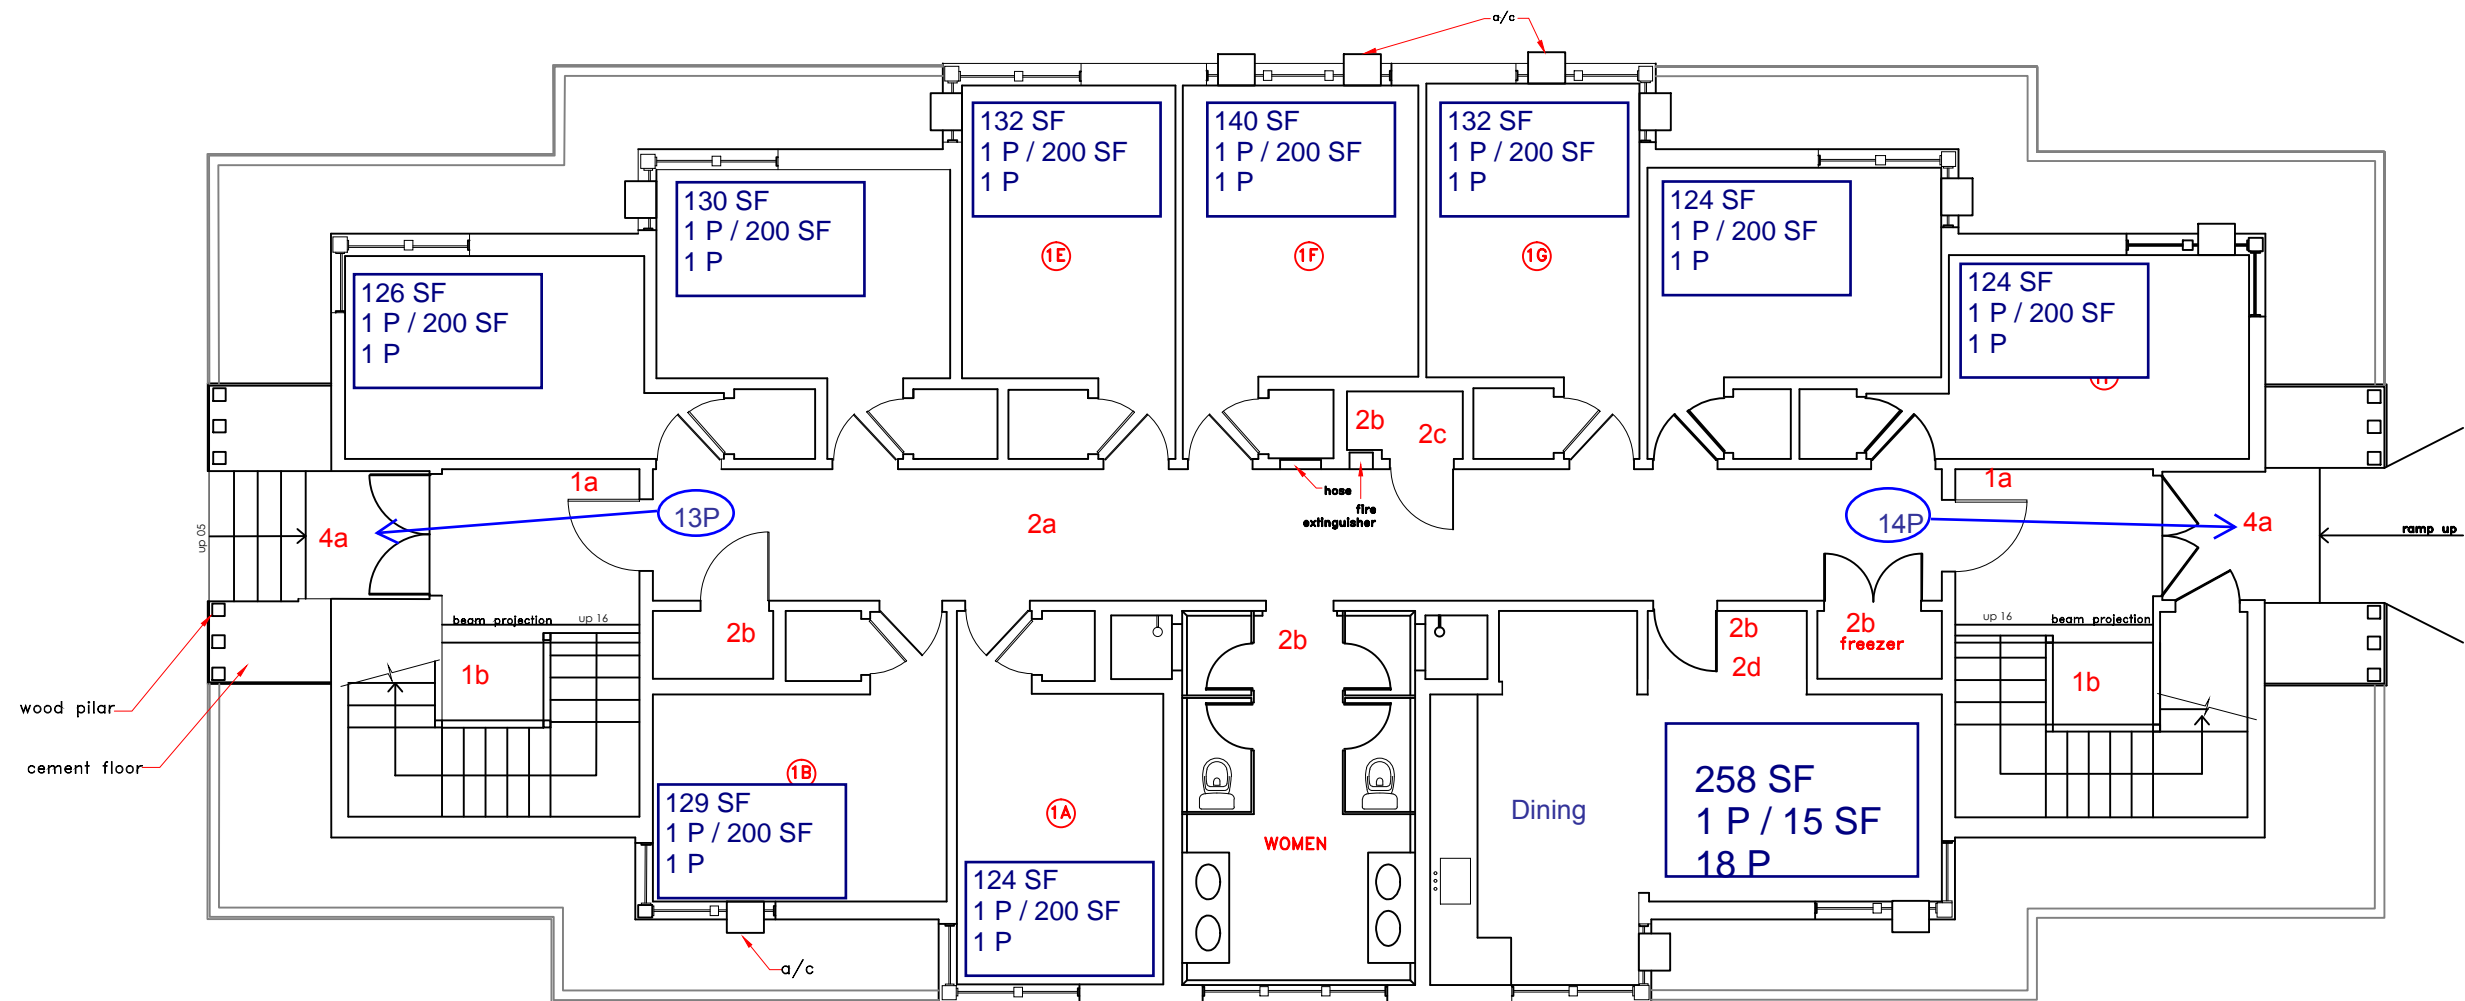 a/c
132 SF
1 P / 200 SF
1 P
140 SF
1 P / 200 SF
1 P
132 SF
1 P / 200 SF
1 P
130 SF
1 P / 200 SF
1 P
124 SF
1 P / 200 SF
1 P
1E
1F
1G
126 SF
1 P / 200 SF
1 P
124 SF
1 P / 200 SF
1 P
2b
2c
1a
1a
hose
fire
extinguisher
13P
14P
2a
4a
4a
up 05
ramp up
beam projection
up 16
up 16
beam projection
2b
2b
2b
2d
2b
freezer
1b
1b
wood pilar
cement floor
1B
129 SF
1 P / 200 SF
1 P
1A
124 SF
1 P / 200 SF
1 P
WOMEN
Dining
258 SF
1 P / 15 SF
18 P
a/c